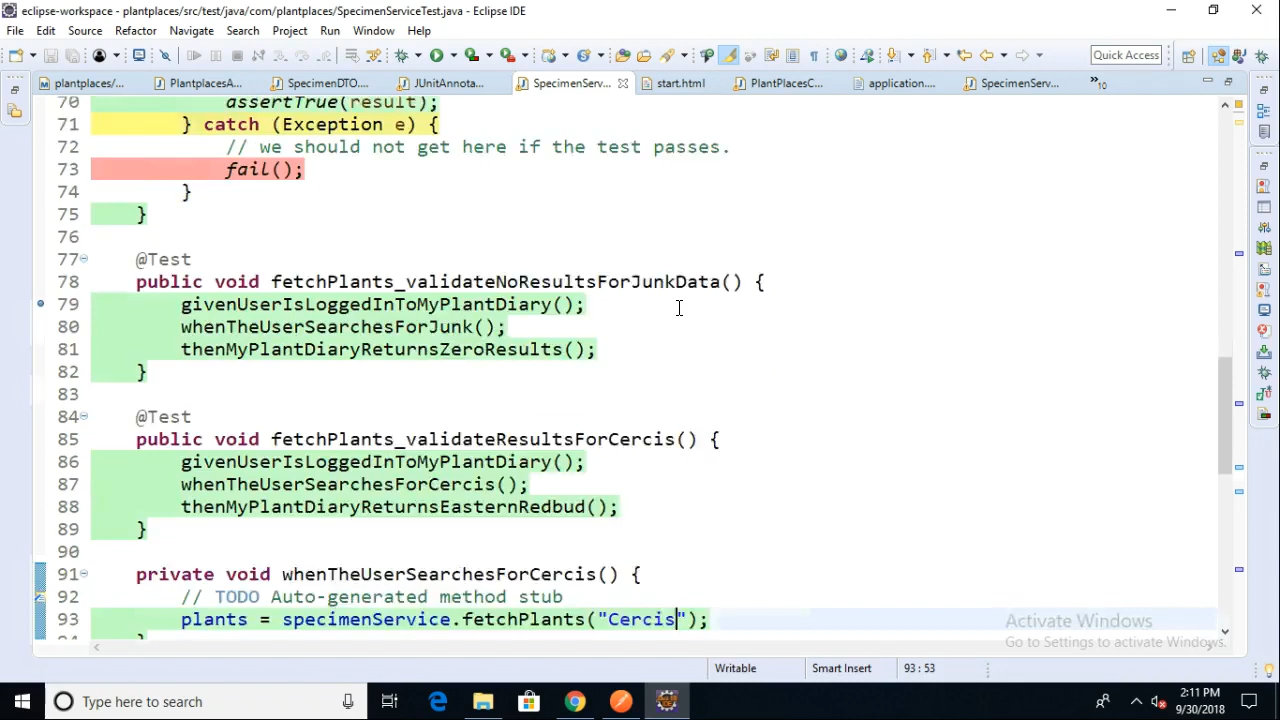 eclipse-workspace - plantplaces/src/test/java/com/plantplaces/SpecimenServiceTest.java - Eclipse IDE
File Edit Source Refactor Navigate Search Project Run Help
Quick Access
plantplaces/... PlantplacesA... SpecimenDTO.... JUnitAnnota... SpecimenServ... start.html PlantPlacesC... application.... SpecimenServ... »10
70 assertTrue(result);
71 } catch (Exception e) {
72 // we should not get here if the test passes.
73 fail();
74 }
75 }
76
77 @Test
78 public void fetchPlants_validateNoResultsForJunkData() {
79 givenUserIsLoggedInToMyPlantDiary();
80 whenTheUserSearchesForJunk();
81 thenMyPlantDiaryReturnsZeroResults();
82 }
83
84 @Test
85 public void fetchPlants_validateResultsForCercis() {
86 givenUserIsLoggedInToMyPlantDiary();
87 whenTheUserSearchesForCercis();
88 thenMyPlantDiaryReturnsEasternRedbud();
89 }
90
91 private void whenTheUserSearchesForCercis() {
92 // TODO Auto-generated method stub
93 plants = specimenService.fetchPlants("Cercis");
94 }
Activate Windows
Go to Settings to activate Windows.
Writable Smart Insert 93 : 53
Type here to search
2:11 PM
9/30/2018